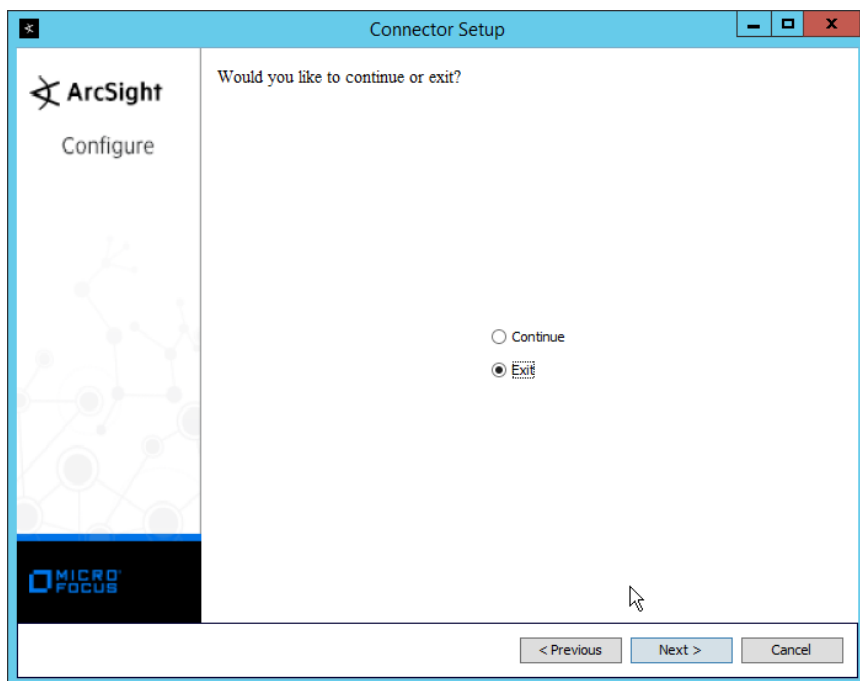 Connector Setup
ArcSight
Configure
Would you like to continue or exit?
Continue
Exit
MICRO
FOCUS
< Previous
Next >
Cancel